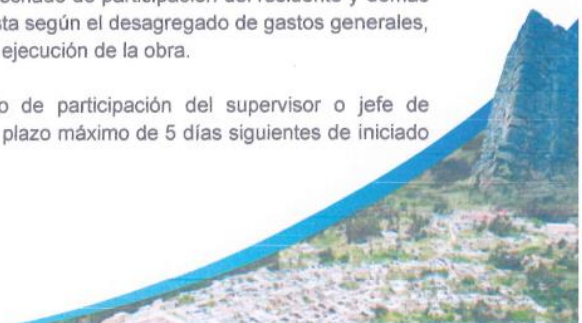 de participación del residente y demás
sta según el desagregado de gastos generales,
ejecución de la obra.
o de participación del supervisor o jefe de
plazo máximo de 5 días siguientes de iniciado